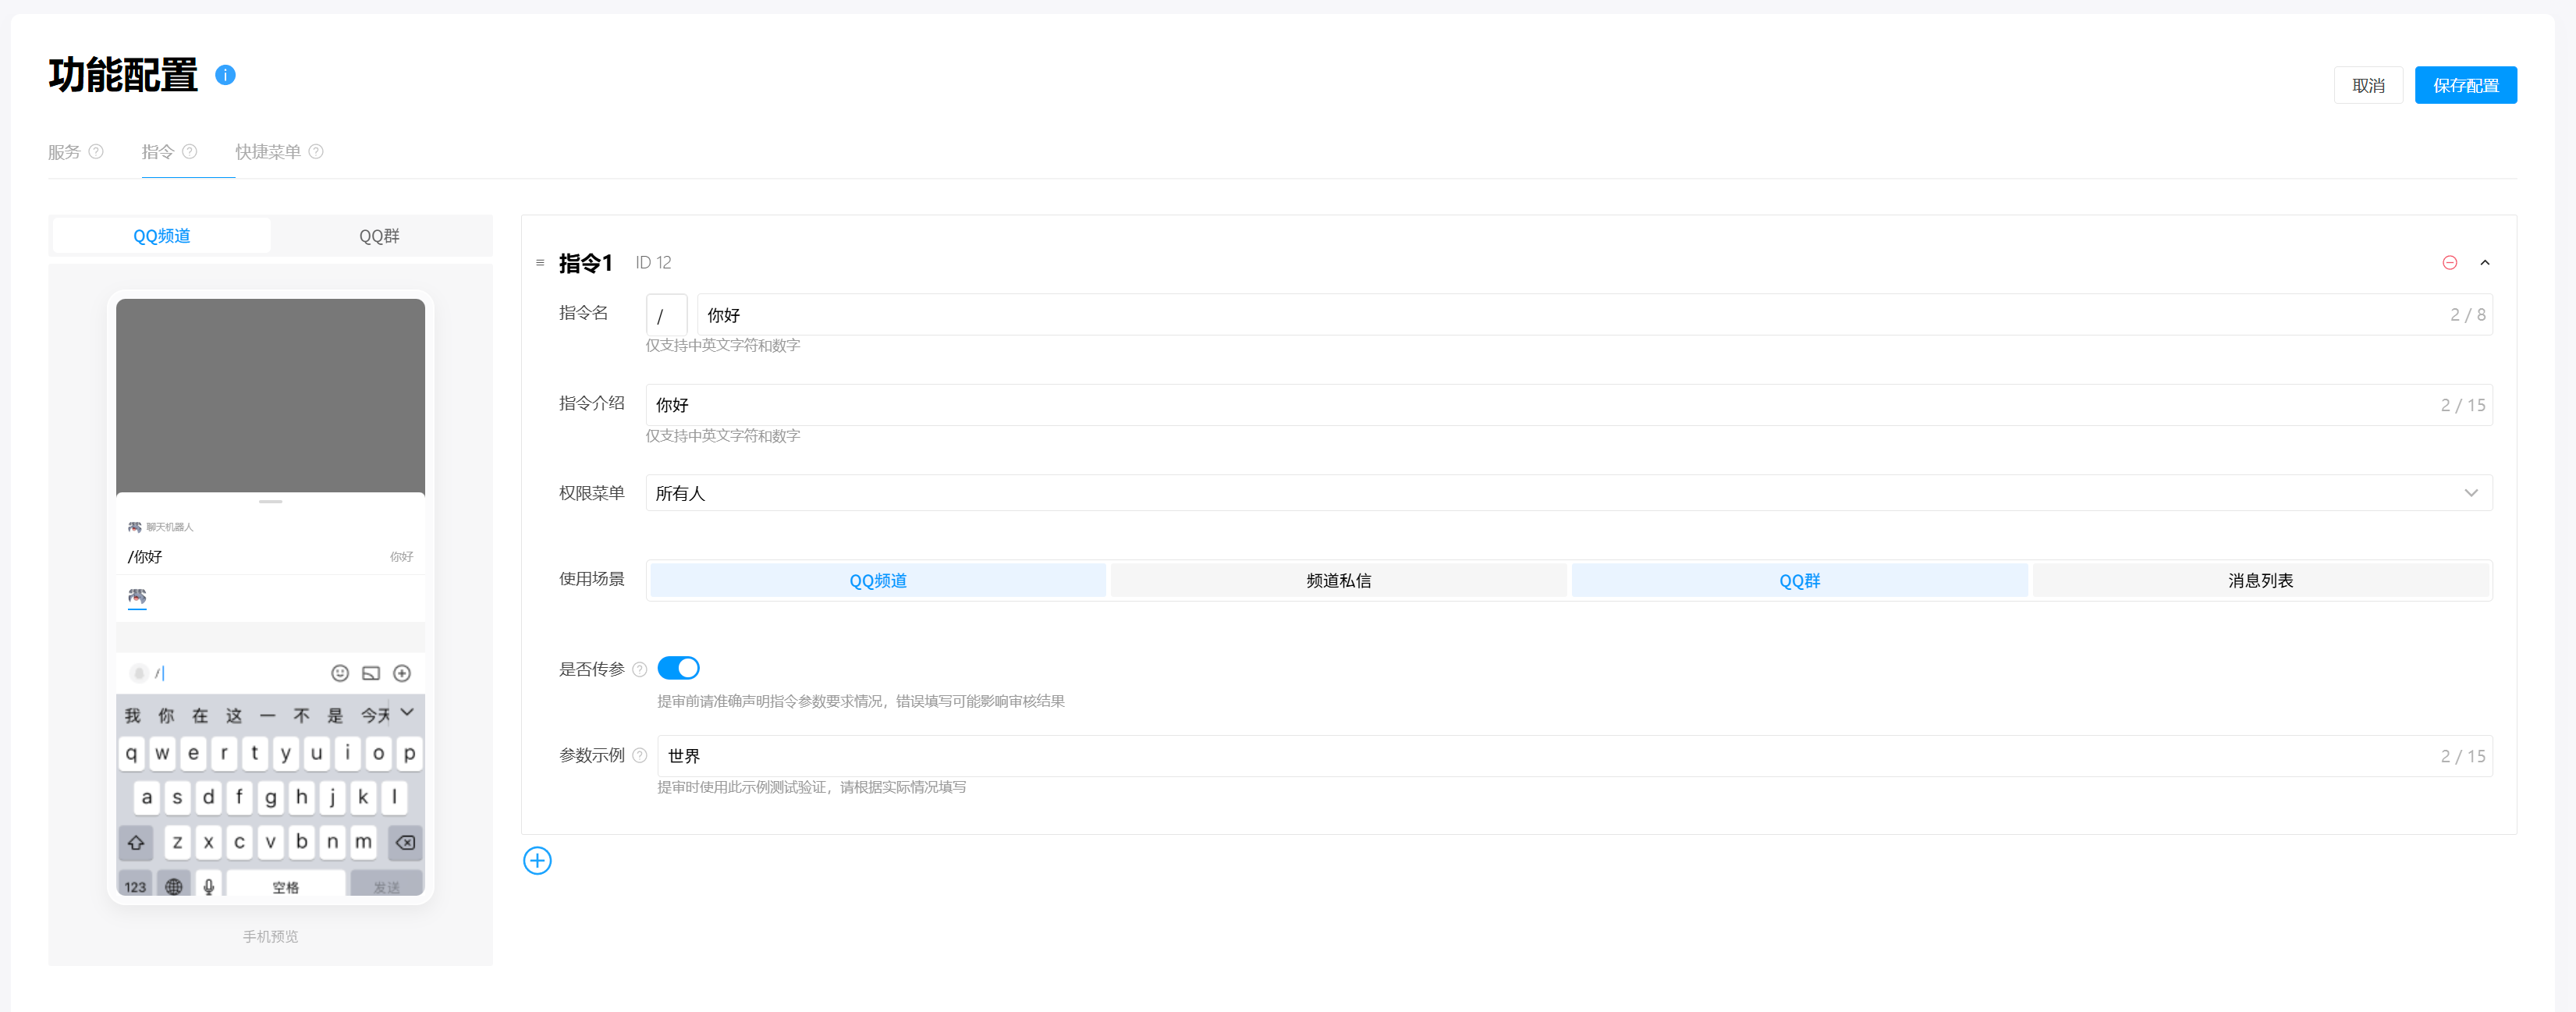 功能配置
取消
保存配置
服务
指令
快捷菜单
QQ频道
QQ群
聊天机器人
/你好
你好
/
我 你 在 这 一 不 是 今天
q w e r t y u i o p
a s d f g h j k l
z x c v b n m
123
空格
发送
手机预览
指令1
ID 12
指令名
/
你好
2 / 8
仅支持中英文字符和数字
指令介绍
你好
2 / 15
仅支持中英文字符和数字
权限菜单
所有人
使用场景
QQ频道
频道私信
QQ群
消息列表
是否传参
提审前请准确声明指令参数要求情况，错误填写可能影响审核结果
参数示例
世界
2 / 15
提审时使用此示例测试验证，请根据实际情况填写